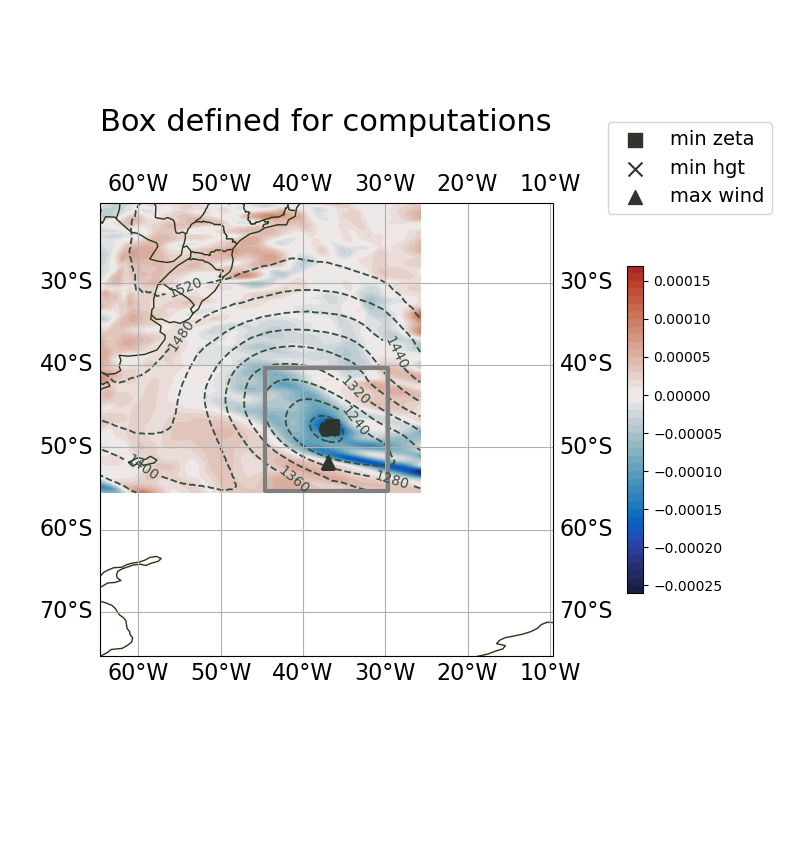 Box defined for computations
min zeta
min hgt
max wind
60°W 50°W 40°W 30°W 20°W 10°W
30°S 30°S
40°S 40°S
50°S 50°S
60°S 60°S
70°S 70°S
60°W 50°W 40°W 30°W 20°W 10°W
1520
1480
1440
1320
1240
1360
1280
0.00015
0.00010
0.00005
0.00000
−0.00005
−0.00010
−0.00015
−0.00020
−0.00025